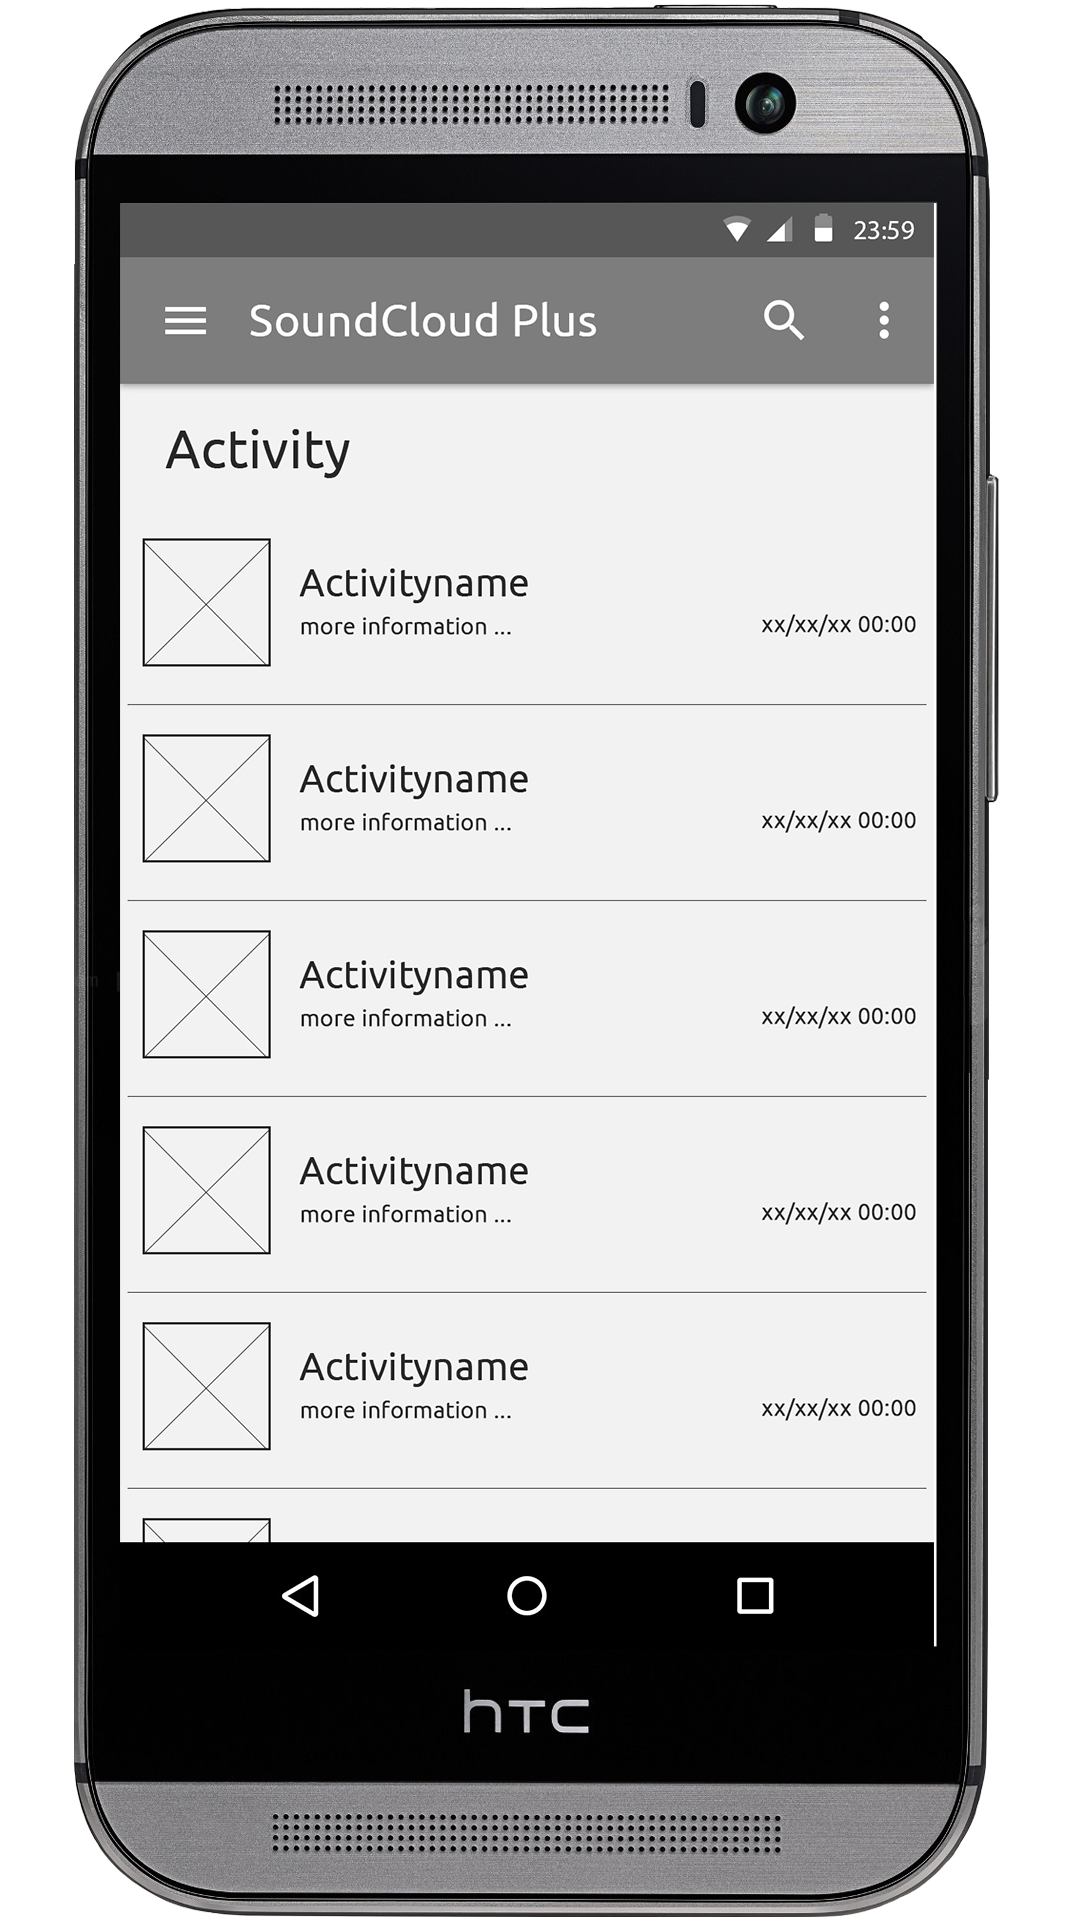 23:59
SoundCloud Plus
Activity
Activityname
more information ...
xx/xx/xx 00:00
Activityname
more information ...
xx/xx/xx 00:00
Activityname
more information ...
xx/xx/xx 00:00
Activityname
more information ...
xx/xx/xx 00:00
Activityname
more information ...
xx/xx/xx 00:00
hTC